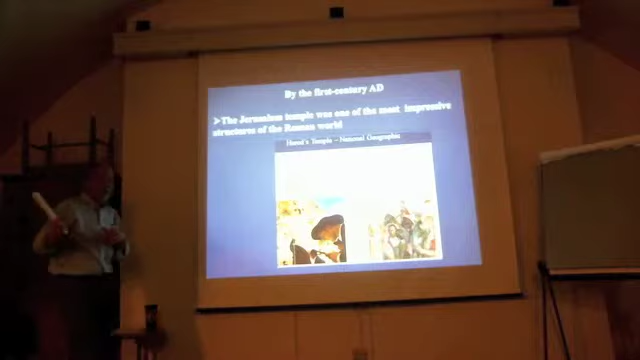 By the first-century AD
➢The Jerusalem temple was one of the most impressive
structures of the Roman world
Herod's Temple – National Geographic